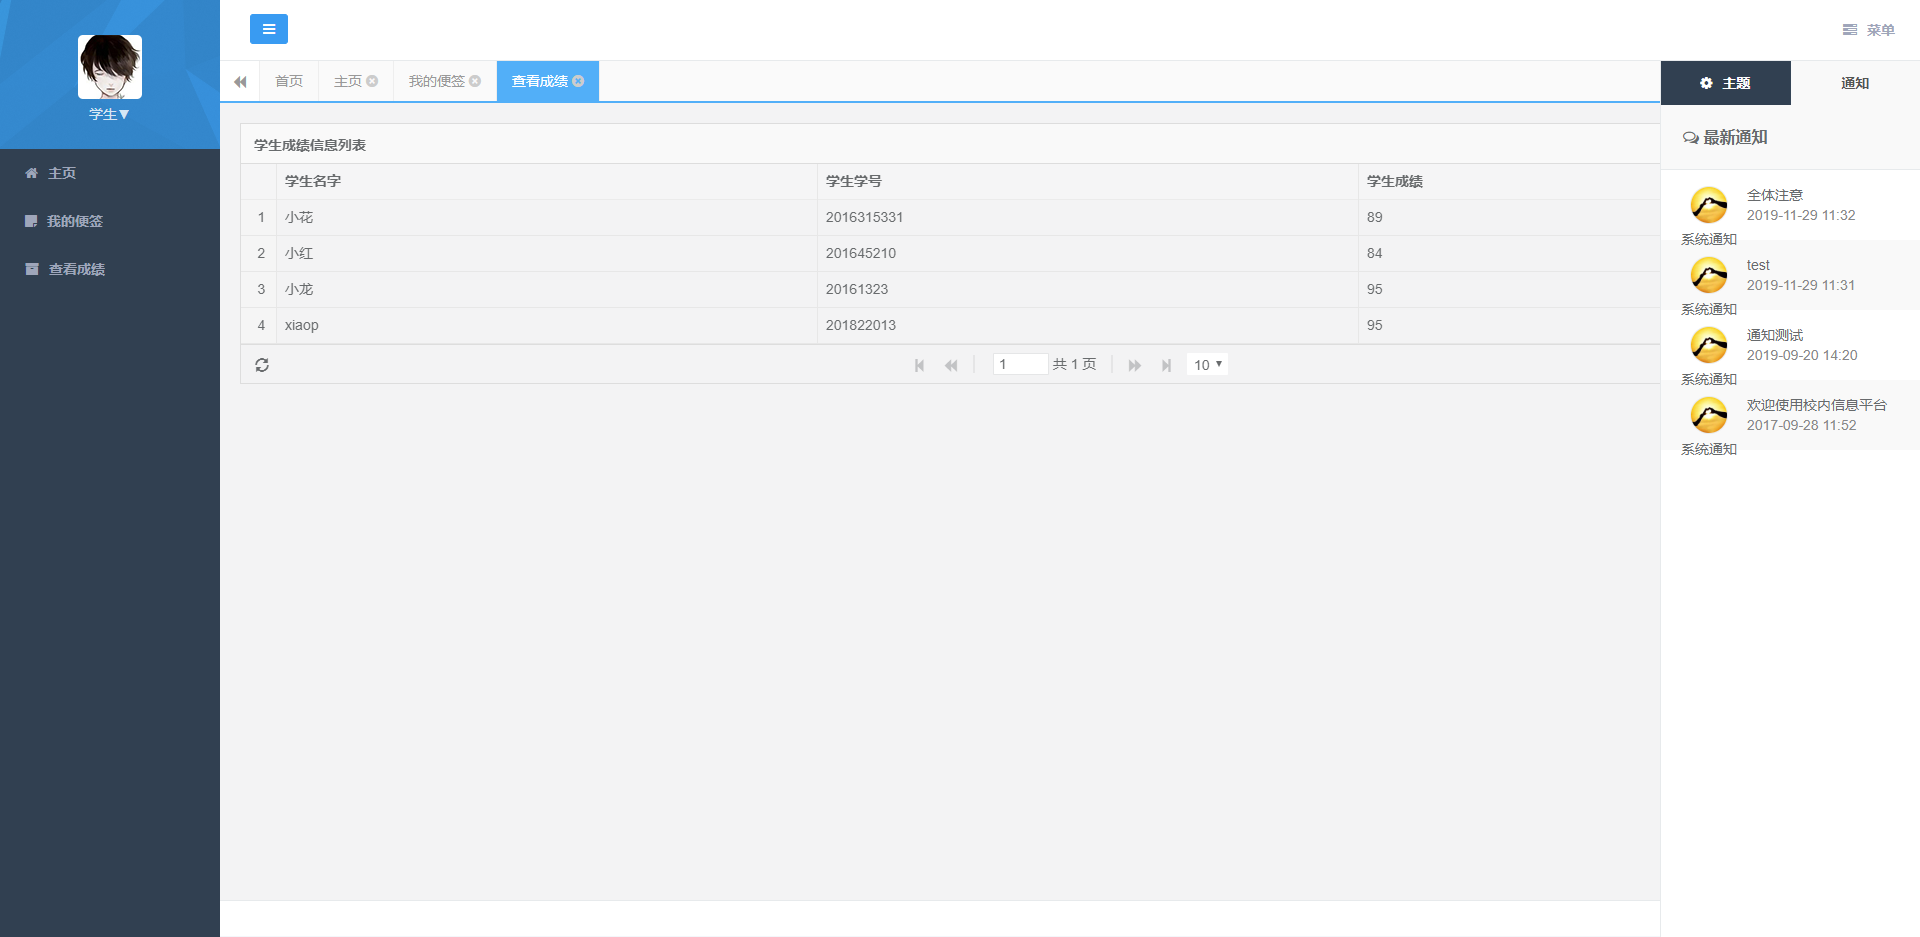 学生▼
主页
我的便签
查看成绩
菜单
首页
主页
我的便签
查看成绩
学生成绩信息列表
学生名字 学生学号 学生成绩
1 小花 2016315331 89
2 小红 201645210 84
3 小龙 20161323 95
4 xiaop 201822013 95
1 共 1 页 10
主题
通知
最新通知
全体注意
2019-11-29 11:32
系统通知
test
2019-11-29 11:31
系统通知
通知测试
2019-09-20 14:20
系统通知
欢迎使用校内信息平台
2017-09-28 11:52
系统通知